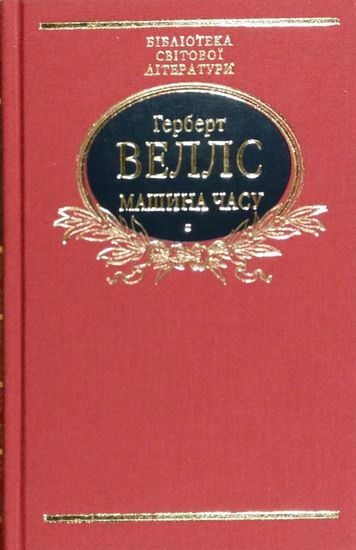 БІБЛІОТЕКА
СВІТОВОЇ
ЛІТЕРАТУРИ
Герберт
ВЕЛЛС
МАШИНА ЧАСУ